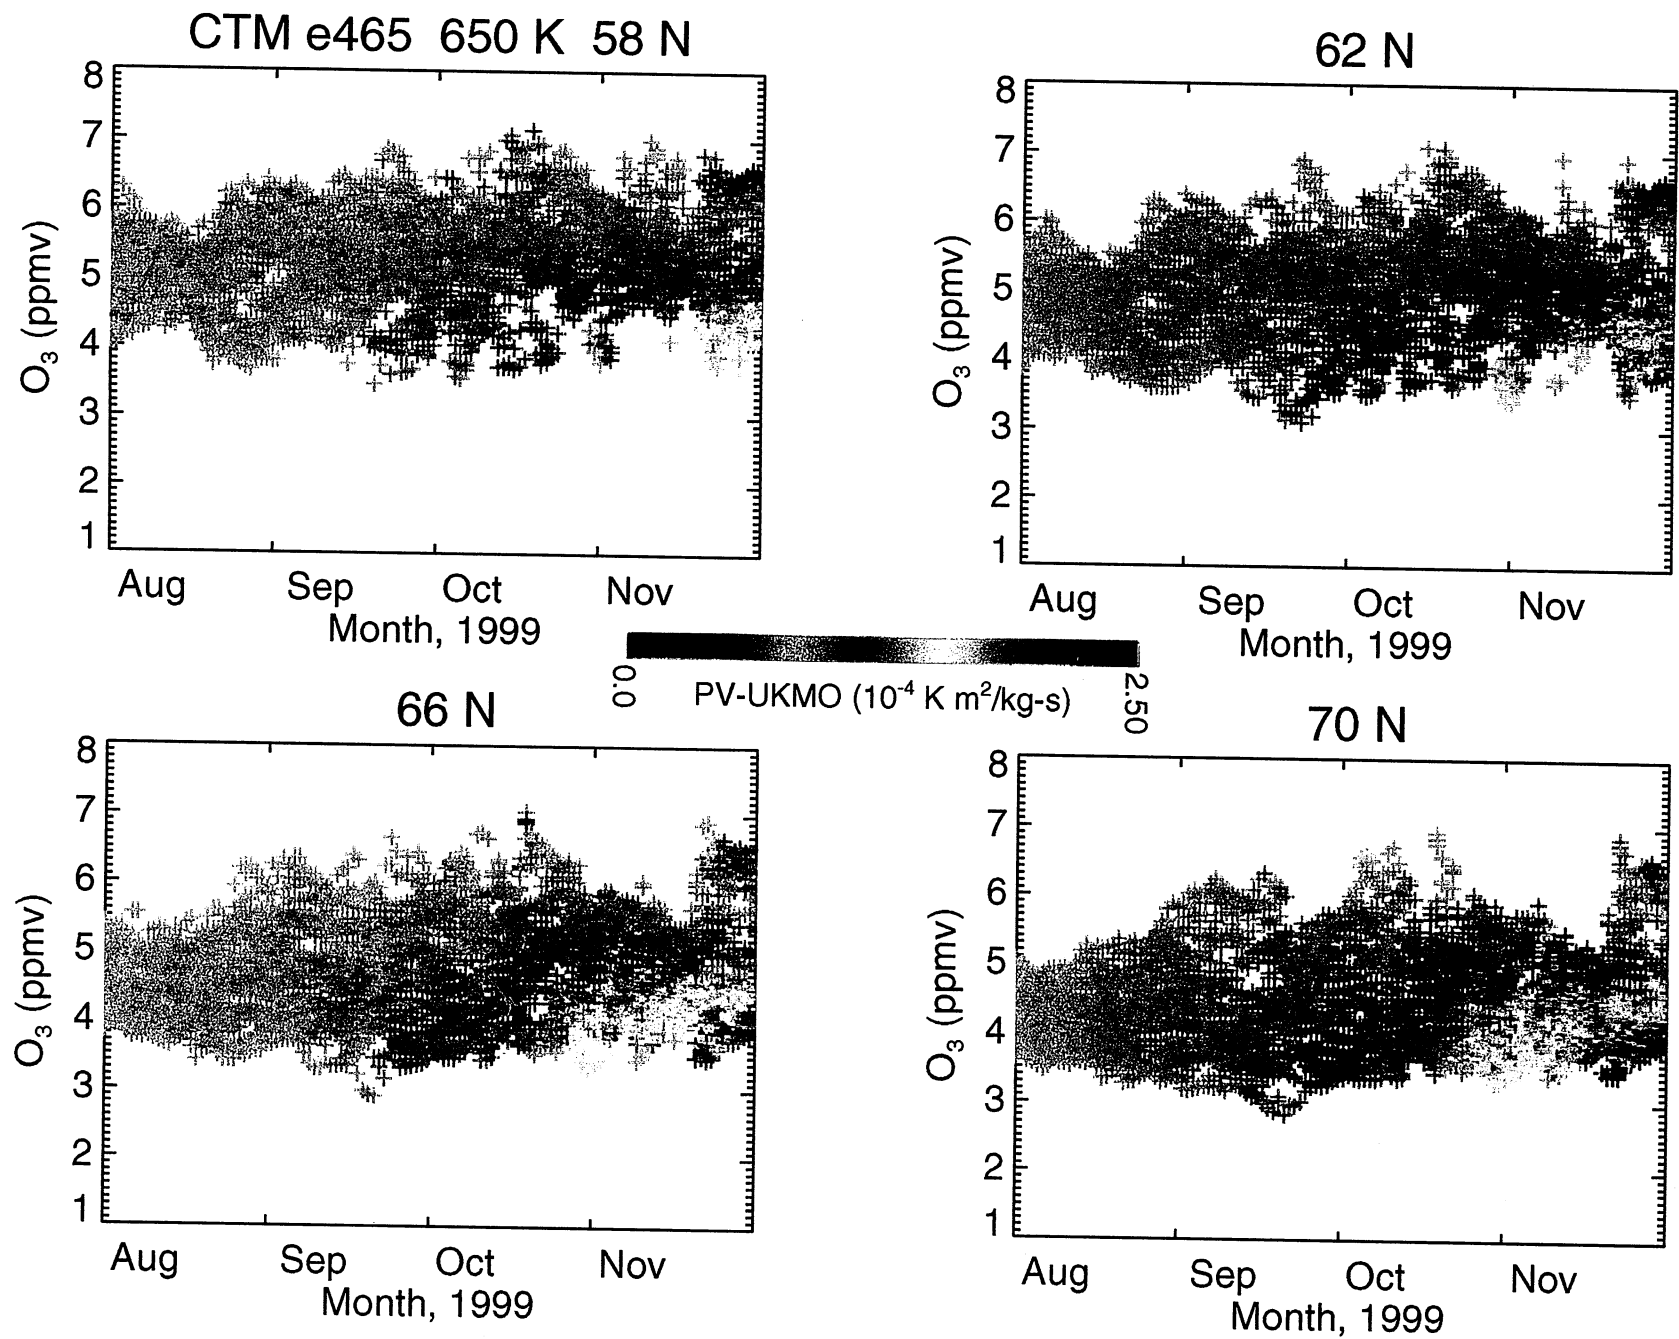 CTM e465 650 K 58 N
8
7
6
5
4
3
2
1
O3 (ppmv)
Aug Sep Oct Nov
Month, 1999
62 N
8
7
6
5
4
3
2
1
O3 (ppmv)
Aug Sep Oct Nov
Month, 1999
0.0
2.50
PV-UKMO (10-4 K m2/kg-s)
66 N
8
7
6
5
4
3
2
1
O3 (ppmv)
Aug Sep Oct Nov
Month, 1999
70 N
8
7
6
5
4
3
2
1
O3 (ppmv)
Aug Sep Oct Nov
Month, 1999